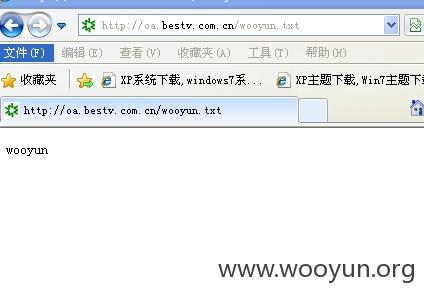 http://oa.bestv.com.cn/wooyun.txt
文件(F) 编辑(E) 查看(V) 收藏夹(A) 工具(T) 帮助(H)
收藏夹 XP系统下载,windows7系... XP主题下载,Win7主题下
http://oa.bestv.com.cn/wooyun.txt
wooyun
www.wooyun.org